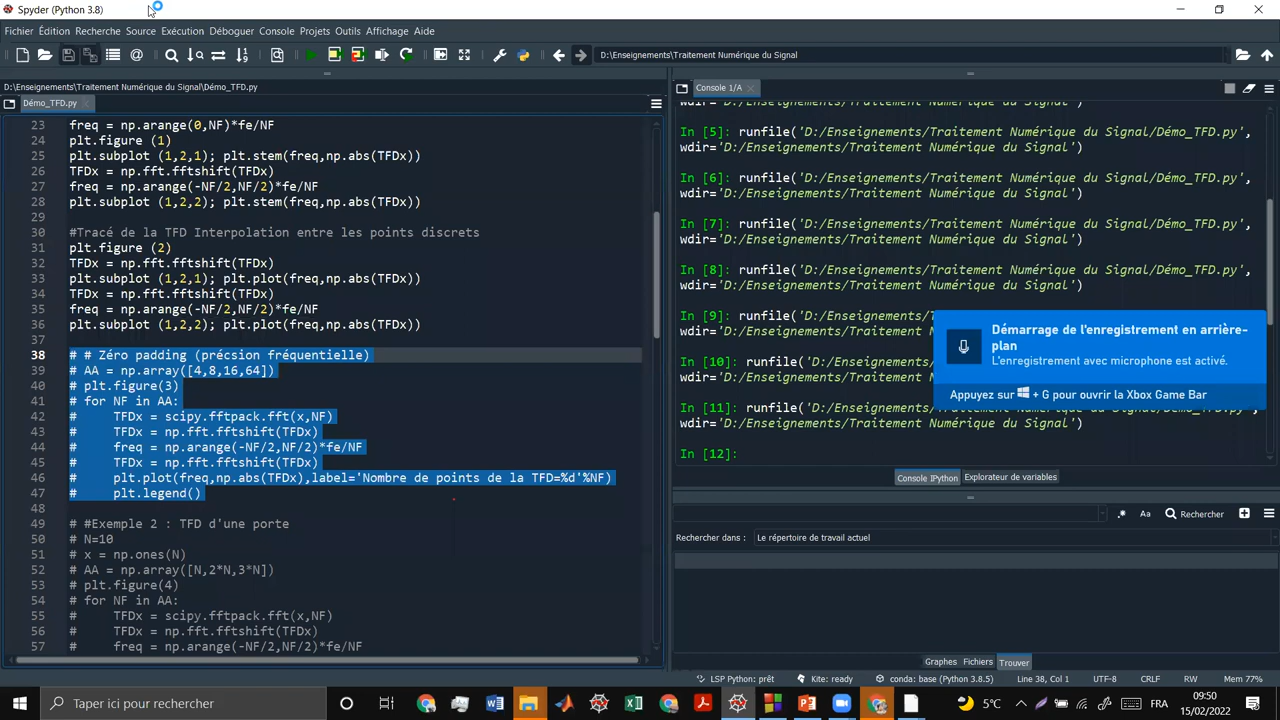 Spyder (Python 3.8)
Fichier Édition Recherche Source Exécution Déboguer Console Projets Outils Affichage Aide
D:\Enseignements\Traitement Numérique du Signal
D:\Enseignements\Traitement Numérique du Signal\Démo_TFD.py
Démo_TFD.py
23 freq = np.arange(0,NF)*fe/NF
24 plt.figure (1)
25 plt.subplot (1,2,1); plt.stem(freq,np.abs(TFDx))
26 TFDx = np.fft.fftshift(TFDx)
27 freq = np.arange(-NF/2,NF/2)*fe/NF
28 plt.subplot (1,2,2); plt.stem(freq,np.abs(TFDx))
29
30 #Tracé de la TFD Interpolation entre les points discrets
31 plt.figure (2)
32 TFDx = np.fft.fftshift(TFDx)
33 plt.subplot (1,2,1); plt.plot(freq,np.abs(TFDx))
34 TFDx = np.fft.fftshift(TFDx)
35 freq = np.arange(-NF/2,NF/2)*fe/NF
36 plt.subplot (1,2,2); plt.plot(freq,np.abs(TFDx))
37
38 # # Zéro padding (précsion fréquentielle)
39 # AA = np.array([4,8,16,64])
40 # plt.figure(3)
41 # for NF in AA:
42 #     TFDx = scipy.fftpack.fft(x,NF)
43 #     TFDx = np.fft.fftshift(TFDx)
44 #     freq = np.arange(-NF/2,NF/2)*fe/NF
45 #     TFDx = np.fft.fftshift(TFDx)
46 #     plt.plot(freq,np.abs(TFDx),label='Nombre de points de la TFD=%d'%NF)
47 #     plt.legend()
48
49 # #Exemple 2 : TFD d'une porte
50 # N=10
51 # x = np.ones(N)
52 # AA = np.array([N,2*N,3*N])
53 # plt.figure(4)
54 # for NF in AA:
55 #     TFDx = scipy.fftpack.fft(x,NF)
56 #     TFDx = np.fft.fftshift(TFDx)
57 #     freq = np.arange(-NF/2,NF/2)*fe/NF
Console 1/A
wdir='D:/Enseignements/Traitement Numérique du Signal')
In [5]: runfile('D:/Enseignements/Traitement Numérique du Signal/Démo_TFD.py',
wdir='D:/Enseignements/Traitement Numérique du Signal')
In [6]: runfile('D:/Enseignements/Traitement Numérique du Signal/Démo_TFD.py',
wdir='D:/Enseignements/Traitement Numérique du Signal')
In [7]: runfile('D:/Enseignements/Traitement Numérique du Signal/Démo_TFD.py',
wdir='D:/Enseignements/Traitement Numérique du Signal')
In [8]: runfile('D:/Enseignements/Traitement Numérique du Signal/Démo_TFD.py',
wdir='D:/Enseignements/Traitement Numérique du Signal')
In [9]: runfile('D:/Ens
wdir='D:/Enseignements/
In [10]: runfile('D:/En
wdir='D:/Enseignements/
In [11]: runfile('D:/Enseignements/Traitement Numérique du Signal/Démo_TFD.py',
wdir='D:/Enseignements/Traitement Numérique du Signal')
In [12]:
Démarrage de l'enregistrement en arrière-
plan
L'enregistrement avec microphone est activé.
Appuyez sur + G pour ouvrir la Xbox Game Bar
Console IPython Explorateur de variables
Aa Rechercher
Rechercher dans : Le répertoire de travail actuel
Graphes Fichiers Trouver
LSP Python: prêt Kite: ready conda: base (Python 3.8.5) Line 38, Col 1 UTF-8 CRLF RW Mem 77%
Taper ici pour rechercher
5°C FRA 09:50
15/02/2022